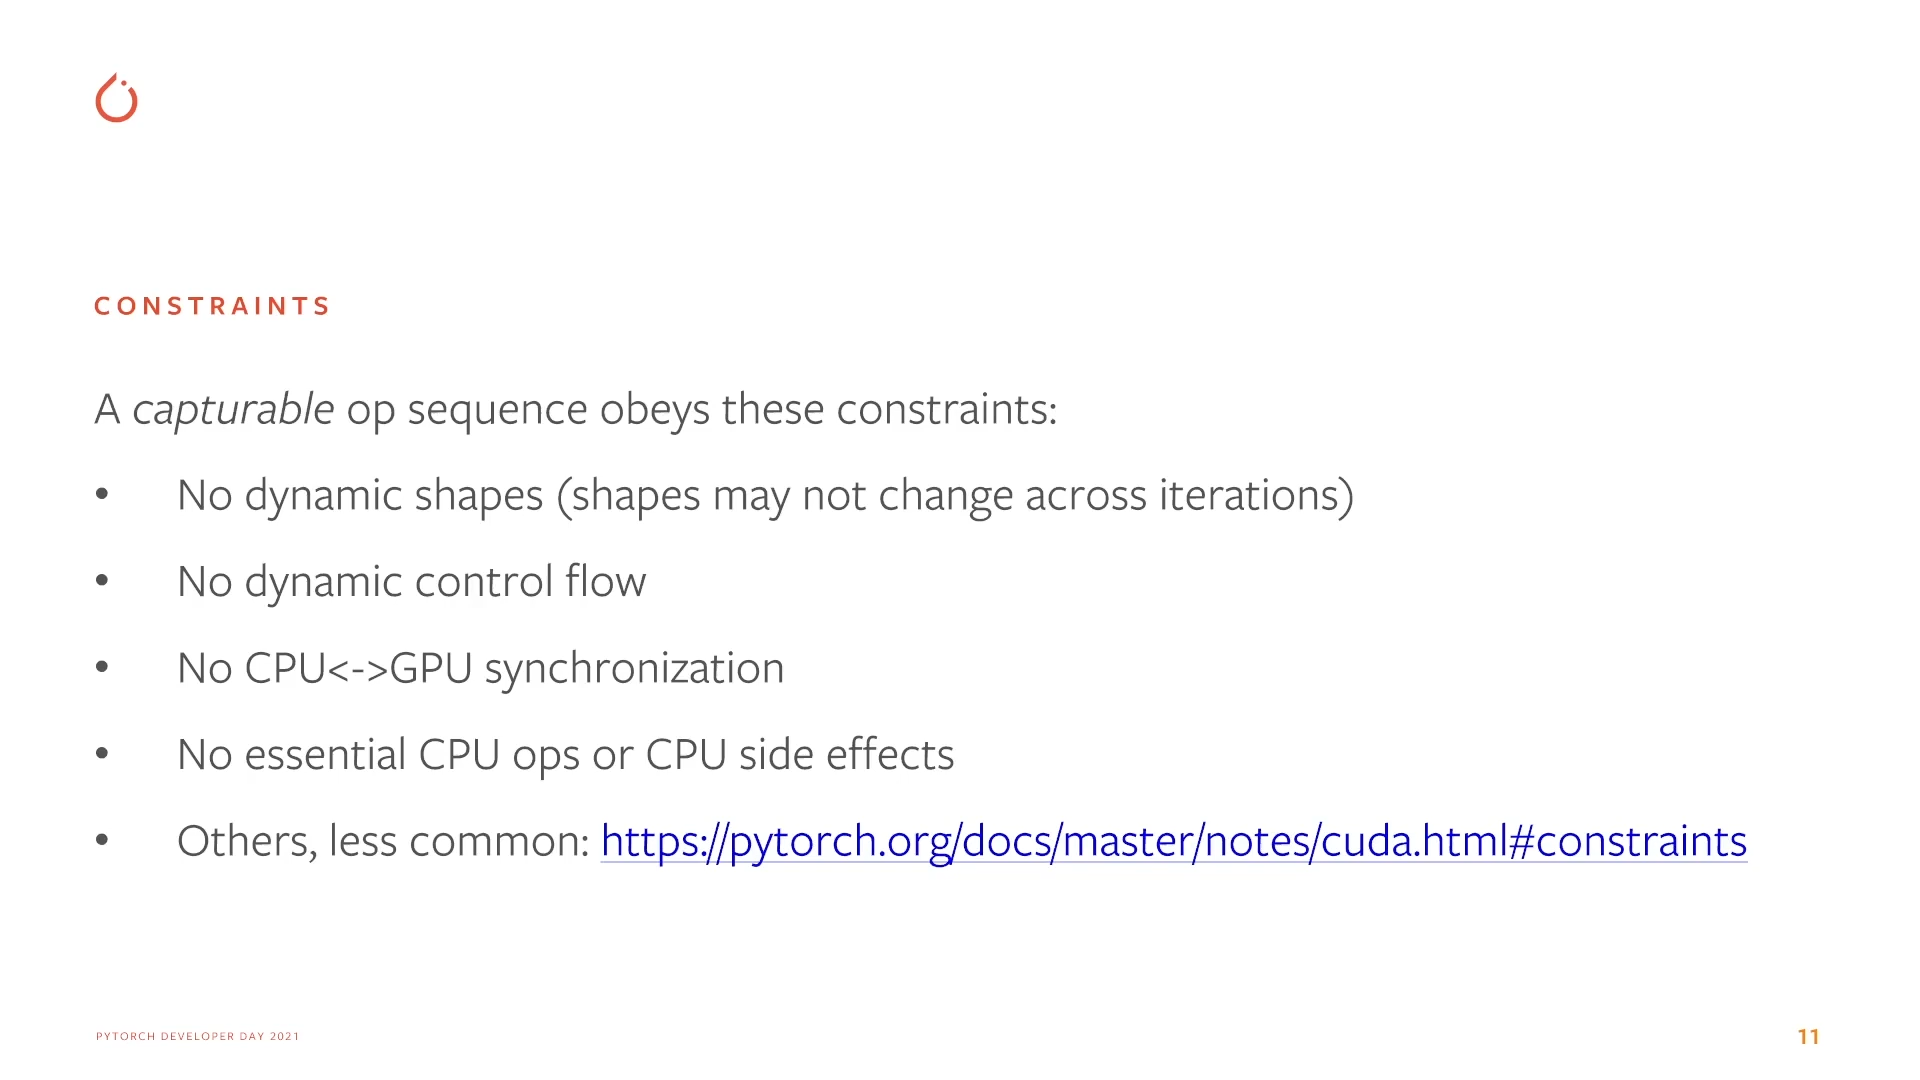 CONSTRAINTS
A capturable op sequence obeys these constraints:
• No dynamic shapes (shapes may not change across iterations)
• No dynamic control flow
• No CPU<->GPU synchronization
• No essential CPU ops or CPU side effects
• Others, less common: https://pytorch.org/docs/master/notes/cuda.html#constraints
PYTORCH DEVELOPER DAY 2021
11